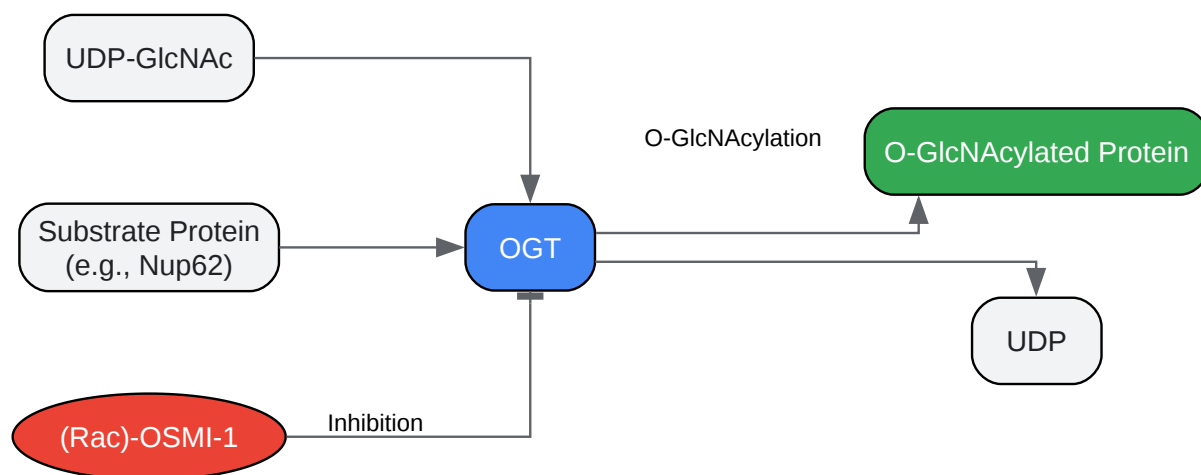 UDP-GlcNAc
O-GlcNAcylation
O-GlcNAcylated Protein
Substrate Protein
(e.g., Nup62)
OGT
UDP
(Rac)-OSMI-1
Inhibition